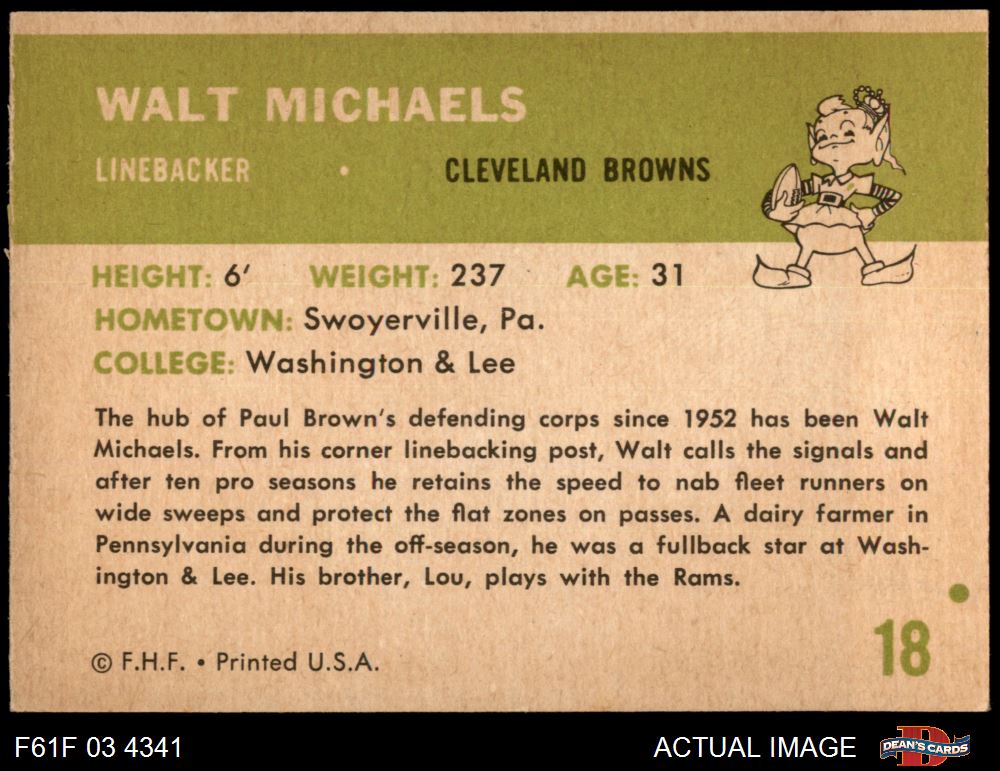 WALT MICHAELS
LINEBACKER • CLEVELAND BROWNS
HEIGHT: 6' WEIGHT: 237 AGE: 31
HOMETOWN: Swoyerville, Pa.
COLLEGE: Washington & Lee
The hub of Paul Brown's defending corps since 1952 has been Walt
Michaels. From his corner linebacking post, Walt calls the signals and
after ten pro seasons he retains the speed to nab fleet runners on
wide sweeps and protect the flat zones on passes. A dairy farmer in
Pennsylvania during the off-season, he was a fullback star at Wash-
ington & Lee. His brother, Lou, plays with the Rams.
18
© F.H.F. • Printed U.S.A.
F61F 03 4341 ACTUAL IMAGE DEAN'S CARDS